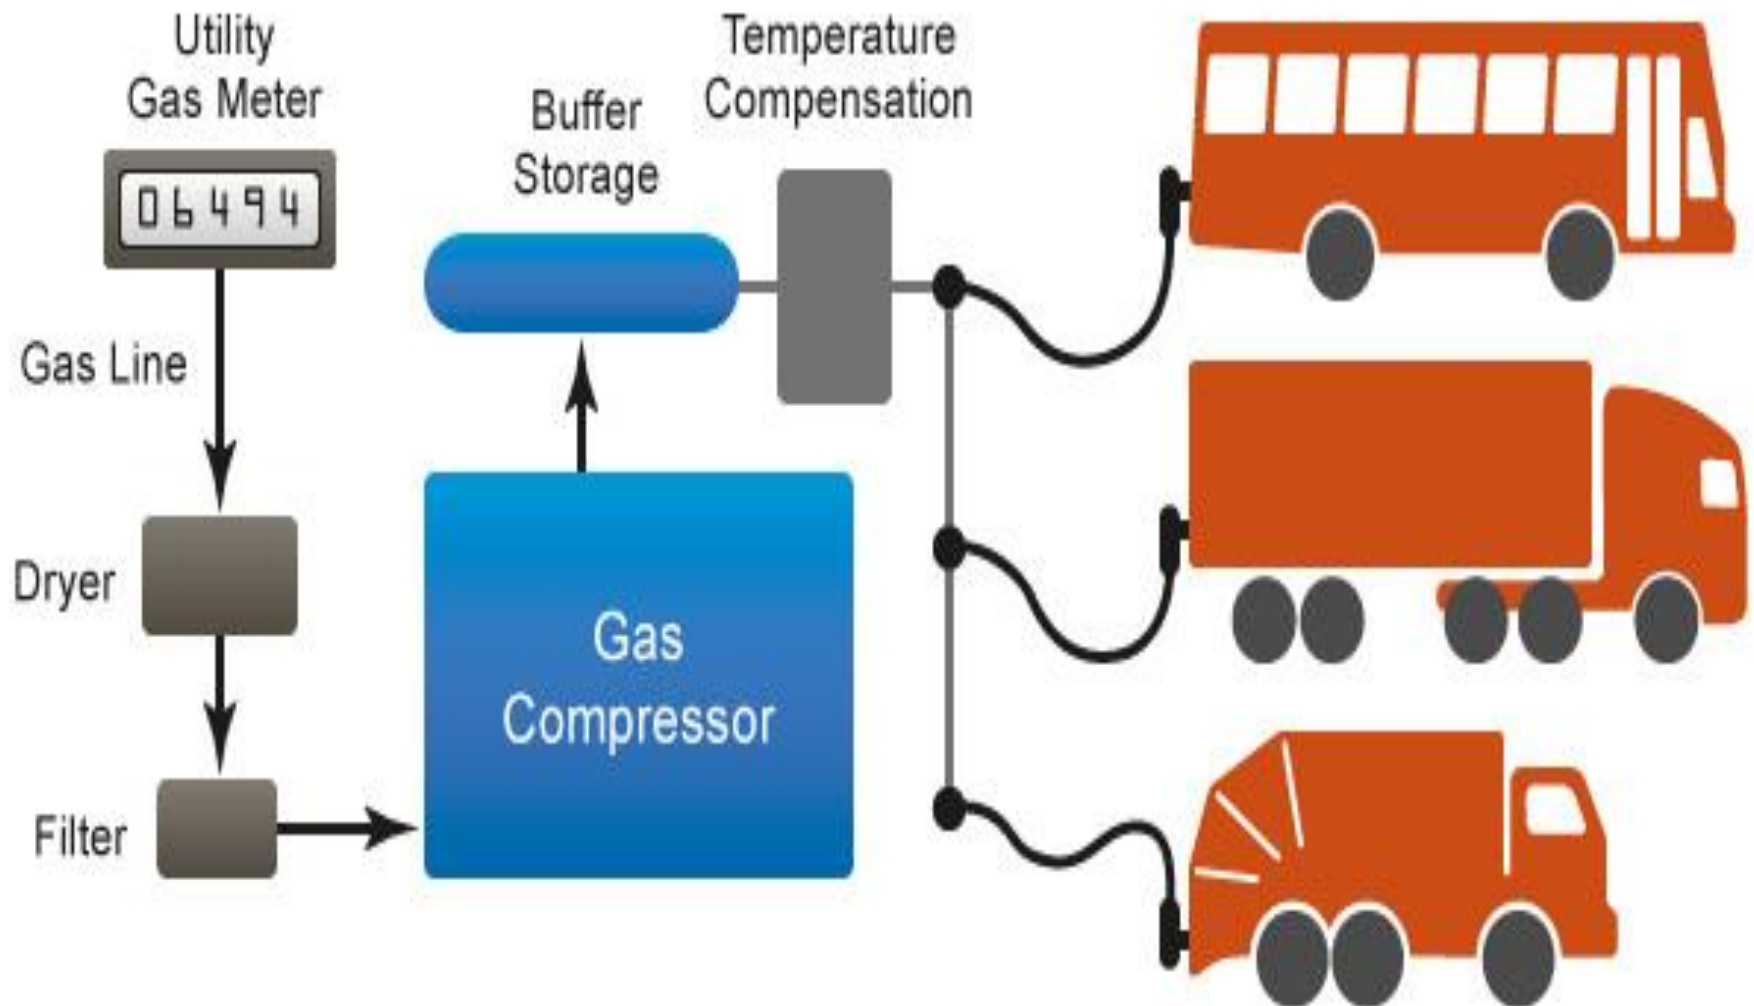 Utility
Gas Meter
06494
Gas Line
Dryer
Filter
Buffer
Storage
Gas
Compressor
Temperature
Compensation